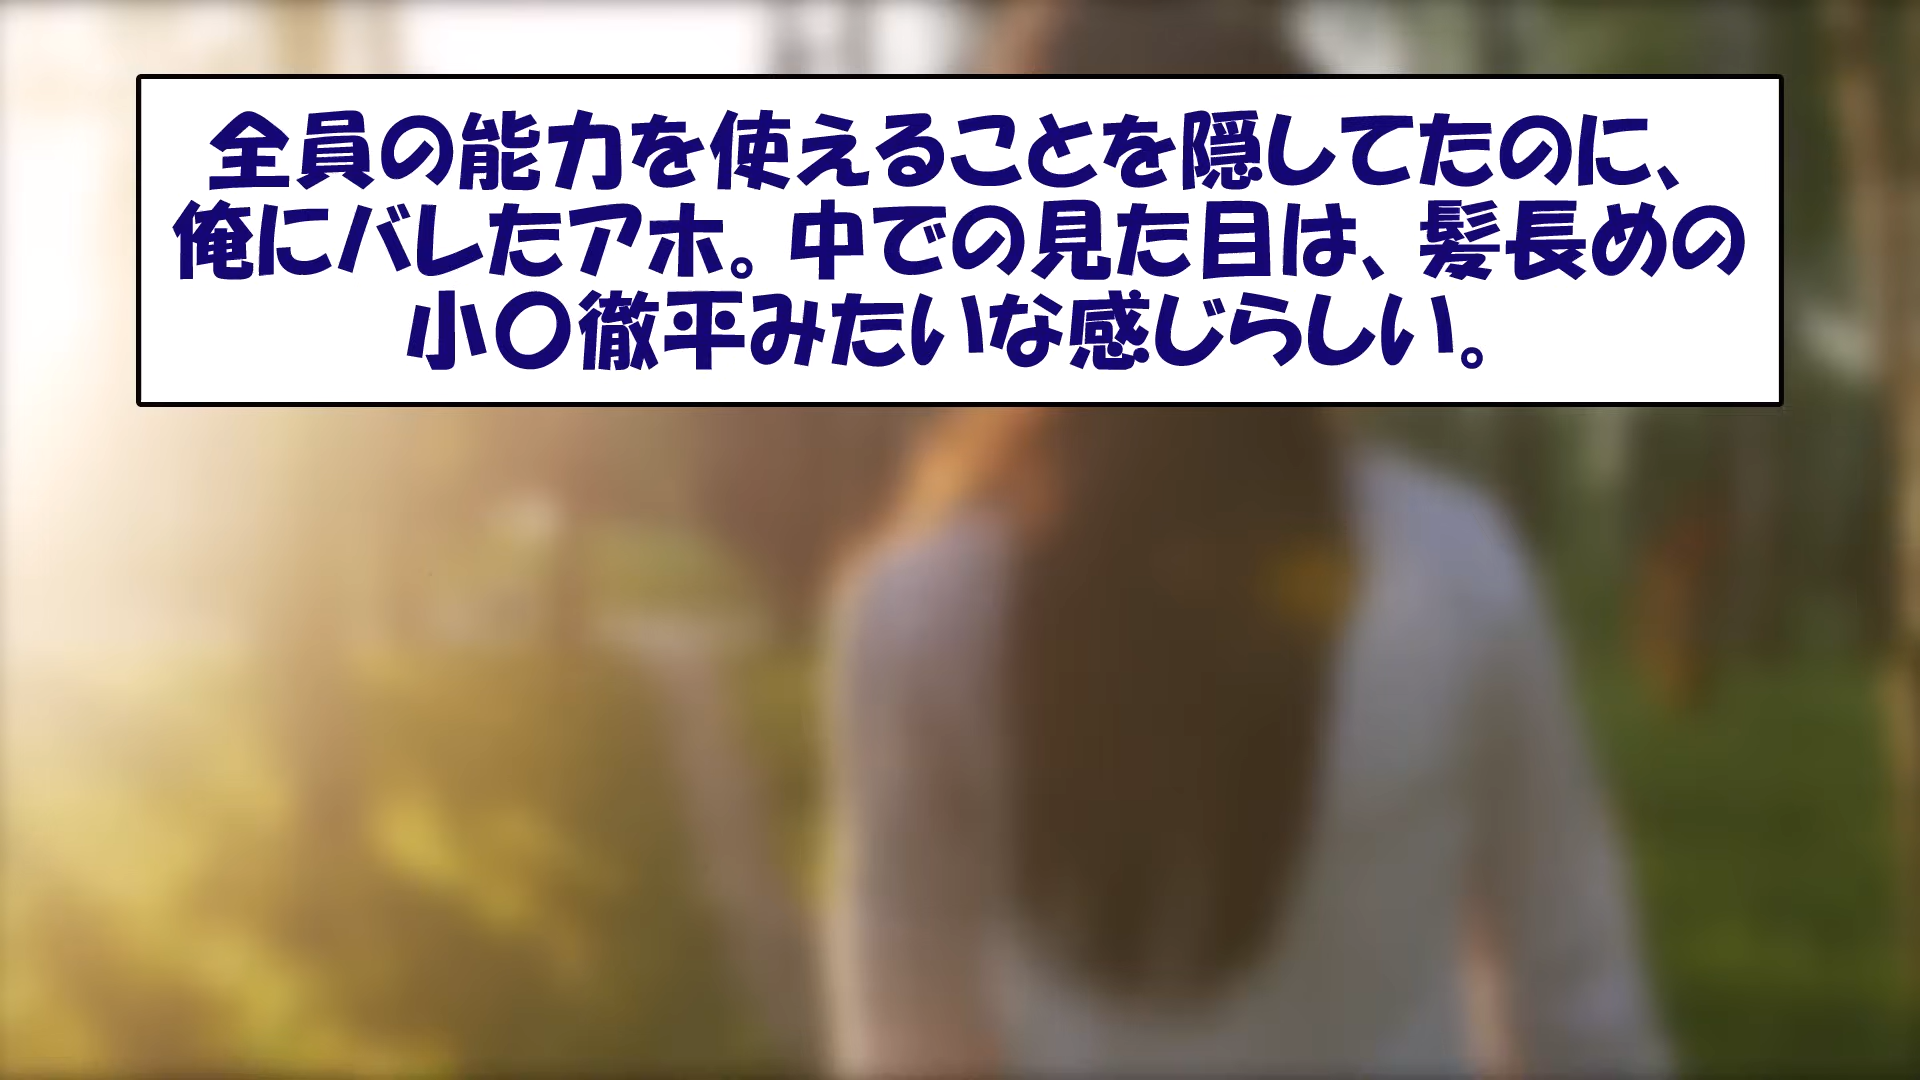 全員の能力を使えることを隠してたのに、
俺にバレたアホ。中での見た目は、髪長めの
小〇徹平みたいな感じらしい。